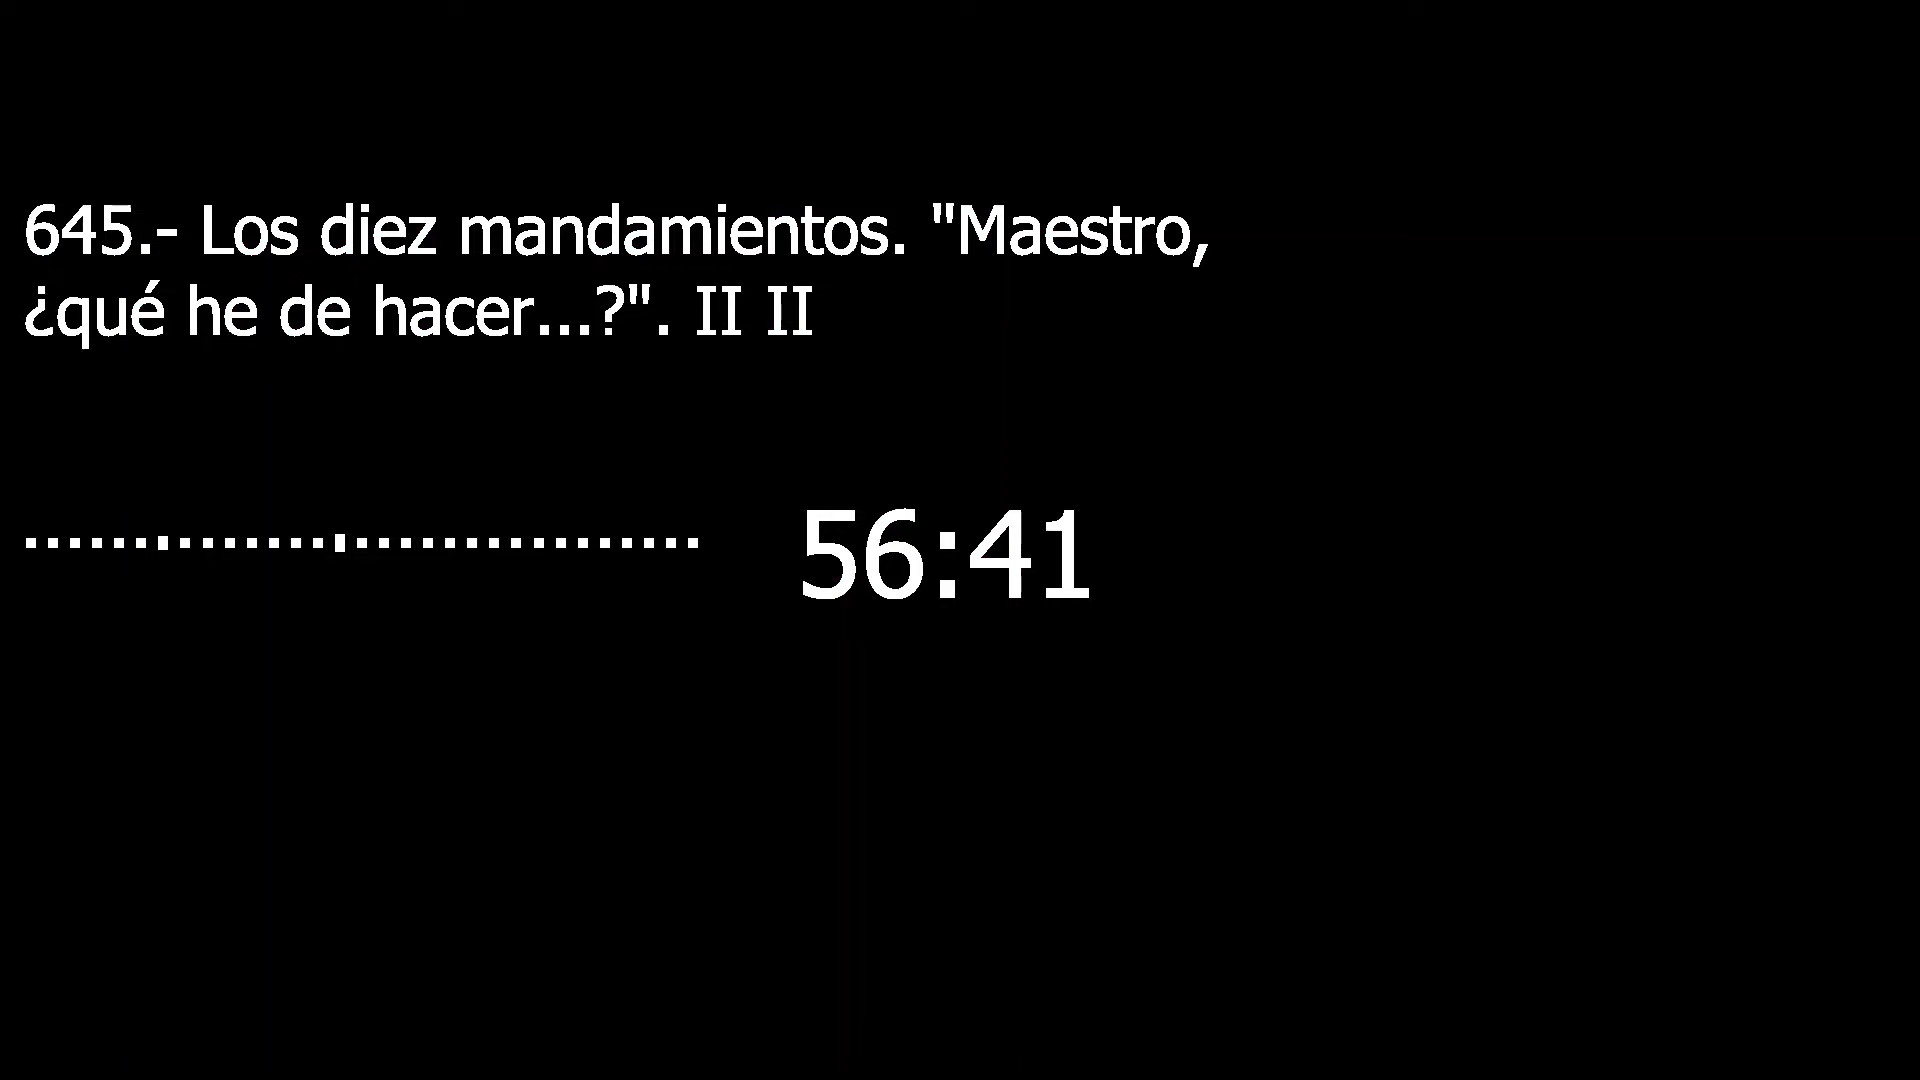 645.- Los diez mandamientos. "Maestro,
¿qué he de hacer...?". II II
56:41